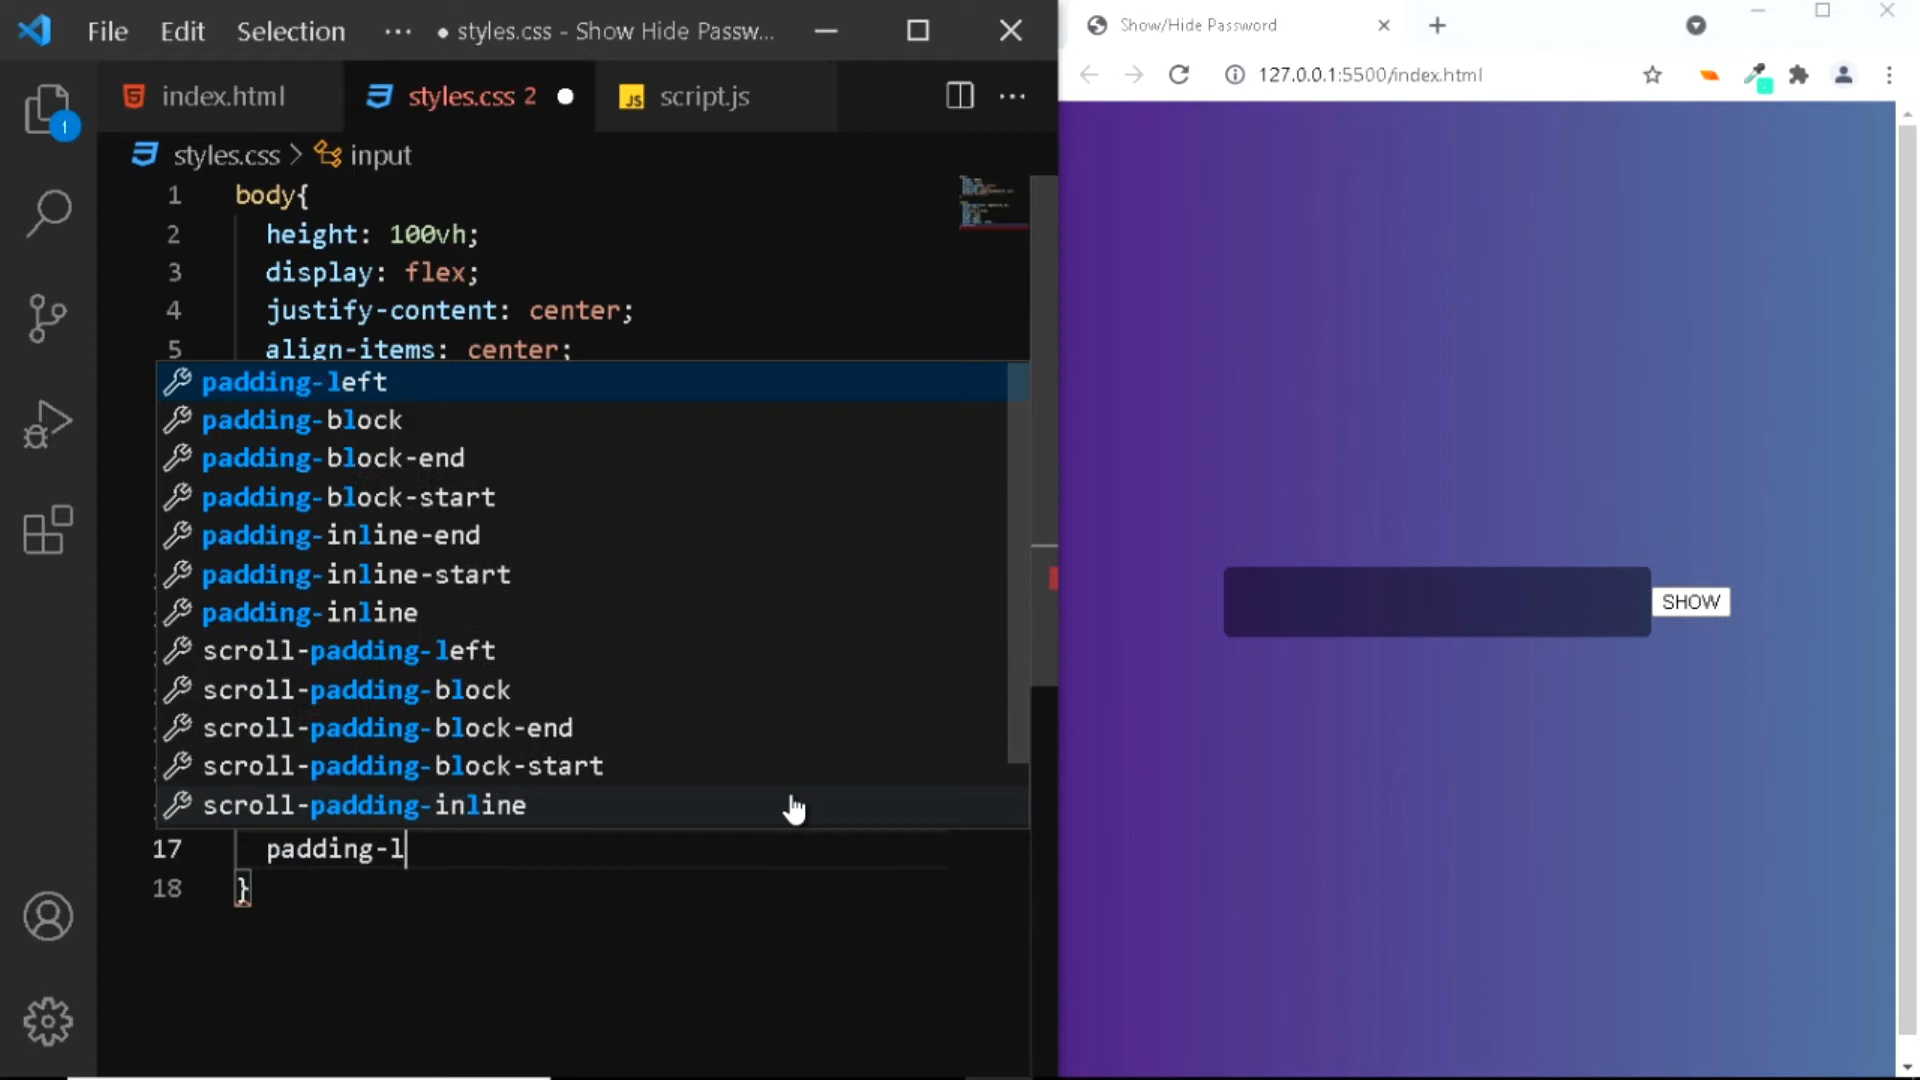 File Edit Selection ··· ● styles.css - Show Hide Passw...
index.html styles.css 2 JS script.js ···
styles.css > input
1 body{
2 height: 100vh;
3 display: flex;
4 justify-content: center;
5 align-items: center;
padding-left
padding-block
padding-block-end
padding-block-start
padding-inline-end
padding-inline-start
padding-inline
scroll-padding-left
scroll-padding-block
scroll-padding-block-end
scroll-padding-block-start
scroll-padding-inline
17 padding-l
18 }
1
Show/Hide Password
127.0.0.1:5500/index.html
SHOW